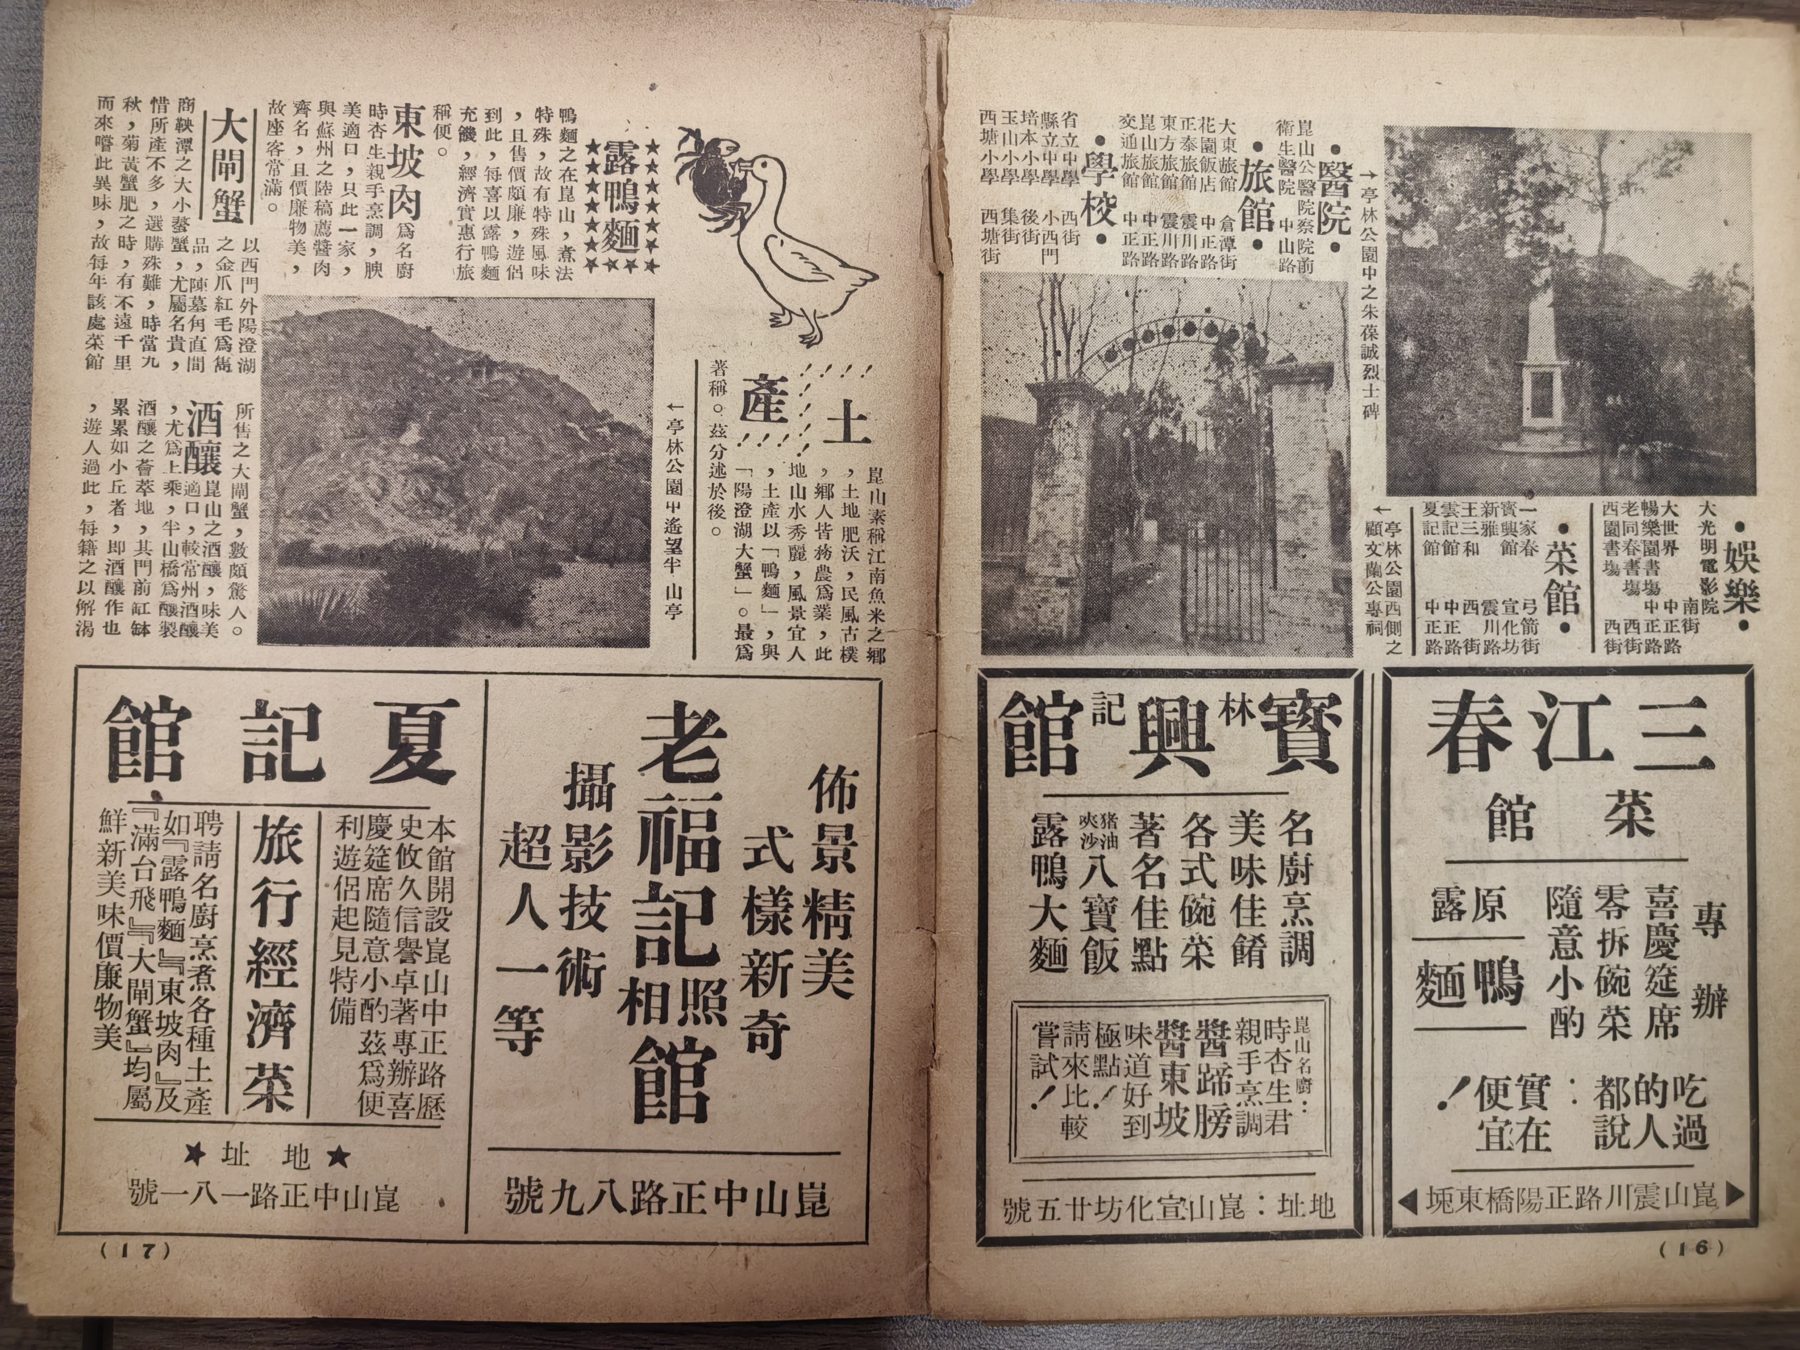 娛樂
大光明電影院 南街
大世界 中正路
暢樂園書場 中正路
老同春書場 西街
西園書場 西街
菜館
一家春 弓箭街
寶興館 宣化坊
新雅 震川路
王三和 西街
雲記館 中正路
夏記館 中正路
←亭林公園西側之
顧文蘭公專祠
→亭林公園中之朱葆誠烈士碑
醫院
崑山公醫院察院前
衛生醫院 中山路
旅館
大東旅館 倉潭街
花園飯店 中正路
正泰旅館 震川路
東方旅館 震川路
崑山旅館 中正路
交通旅館 中正路
學校
省立中學 西街
縣立中學 小西門
培本小學 後街
玉山小學 集街
西塘小學 西塘街
三江春
菜館
專辦
喜慶筵席
零拆碗菜
隨意小酌
原露
鴨麵
吃過
的人
都說
：
實在
便宜
！
崑山震川路正陽橋東堍
寶林興記館
名廚烹調
美味佳餚
各式碗菜
著名佳點
猪油夾沙八寶飯
露鴨大麵
崑山名廚：
時杏生君
親手烹調
醬蹄膀
醬東坡
味道好到
極點！
請來比較
嘗試！
地址：崑山宣化坊廿五號
(16)
土產
崑山素稱江南魚米之鄉
，土地肥沃，民風古樸
，鄉人皆務農爲業，此
地山水秀麗，風景宜人
，土產以「鴨麵」，與
「陽澄湖大蟹」。最爲
著稱。茲分述於後。
←亭林公園中遙望半山亭
露鴨麵
鴨麵之在崑山，煮法
特殊，故有特殊風味
，且售價頗廉，遊侶
到此，每喜以露鴨麵
充饑，經濟實惠行旅
稱便。
東坡肉
爲名廚
時杏生親手烹調，腴
美適口，只此一家，
與蘇州之陸稿薦醬肉
齊名，且價廉物美，
故座客常滿。
大閘蟹
以西門外陽澄湖
之金爪紅毛爲雋
品，陳墓甪直間
商鞅潭之大小螯蟹，尤屬名貴，
惜所產不多，選購殊難，時當九
秋，菊黃蟹肥之時，有不遠千里
而來嚐此異味，故每年該處菜館
所售之大閘蟹，數頗驚人。
酒釀
崑山之酒釀，味美
適口，較常州酒釀
，尤爲上乘，半山橋爲釀製
酒釀之薈萃地，其門前缸缽
累累如小丘者，即酒釀作也
，遊人過此，每籍之以解渴
老福記照相館
佈景精美
式樣新奇
攝影技術
超人一等
崑山中正路八九號
夏記館
本館開設崑山中正路歷
史攸久信譽卓著專辦喜
慶筵席隨意小酌茲爲便
利遊侶起見特備
旅行經濟菜
聘請名廚烹煮各種土產
如『露鴨麵』『東坡肉』及
『滿台飛』『大閘蟹』均屬
鮮新美味價廉物美
★地址★
崑山中正路一八一號
(17)